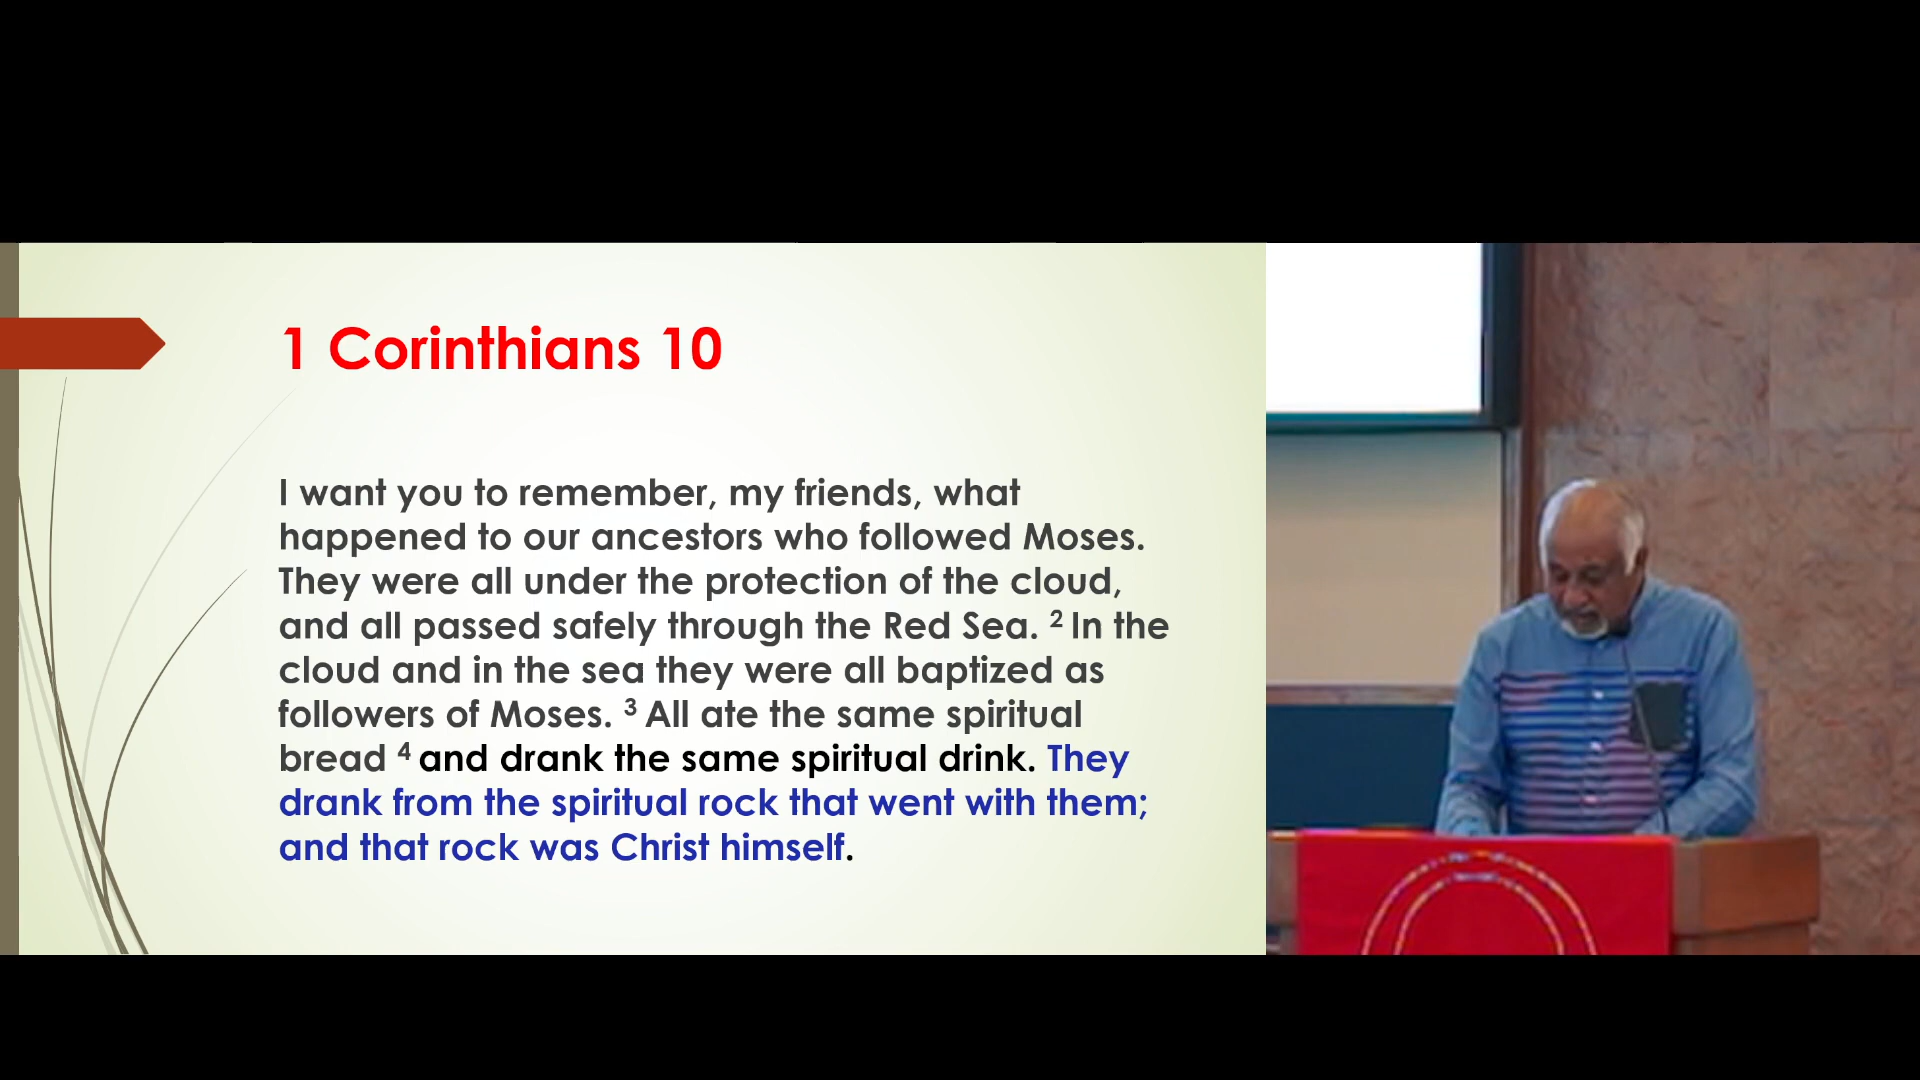 1 Corinthians 10
I want you to remember, my friends, what
happened to our ancestors who followed Moses.
They were all under the protection of the cloud,
and all passed safely through the Red Sea. 2 In the
cloud and in the sea they were all baptized as
followers of Moses. 3 All ate the same spiritual
bread 4 and drank the same spiritual drink. They
drank from the spiritual rock that went with them;
and that rock was Christ himself.